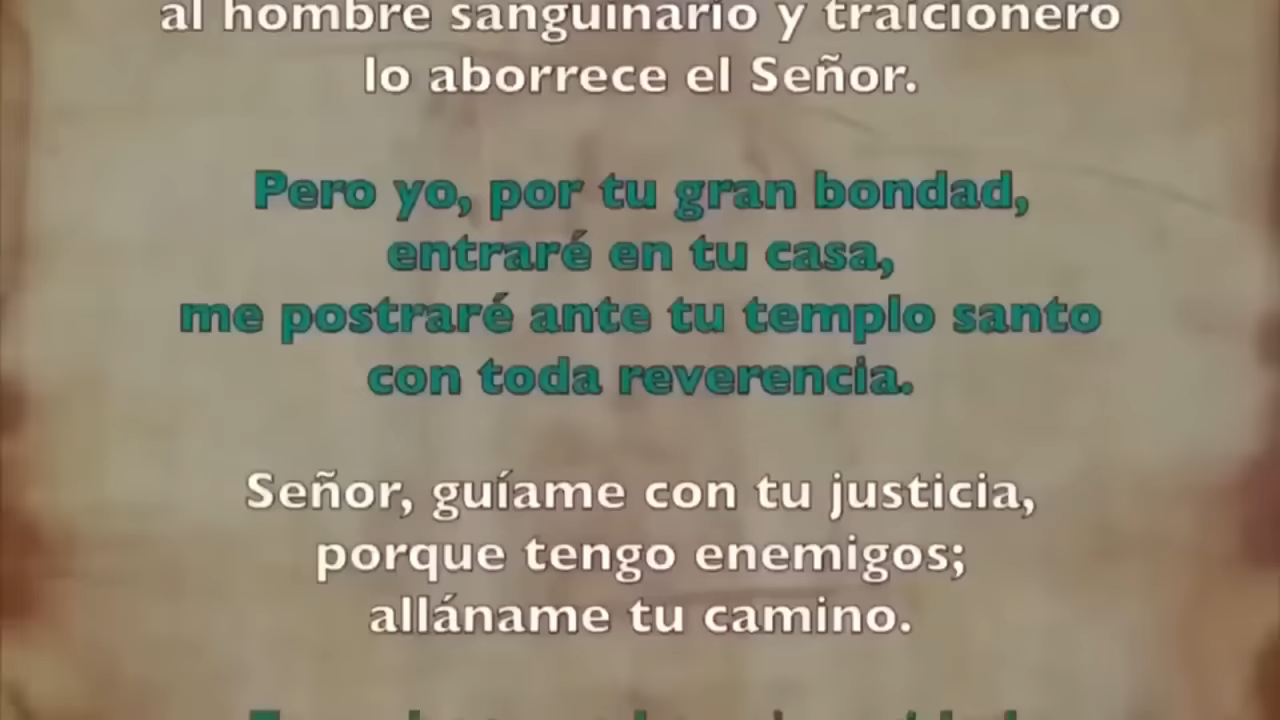 al hombre sanguinario y traicionero
lo aborrece el Señor.
Pero yo, por tu gran bondad,
entraré en tu casa,
me postraré ante tu templo santo
con toda reverencia.
Señor, guíame con tu justicia,
porque tengo enemigos;
alláname tu camino.